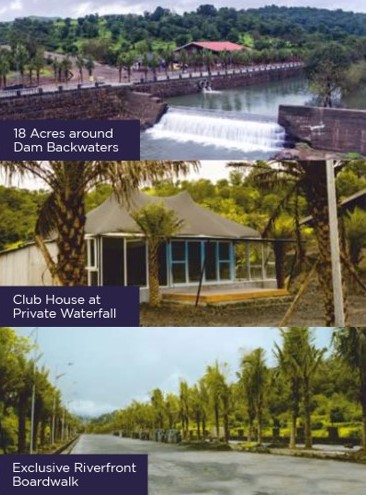 18 Acres around
Dam Backwaters
Club House at
Private Waterfall
Exclusive Riverfront
Boardwalk